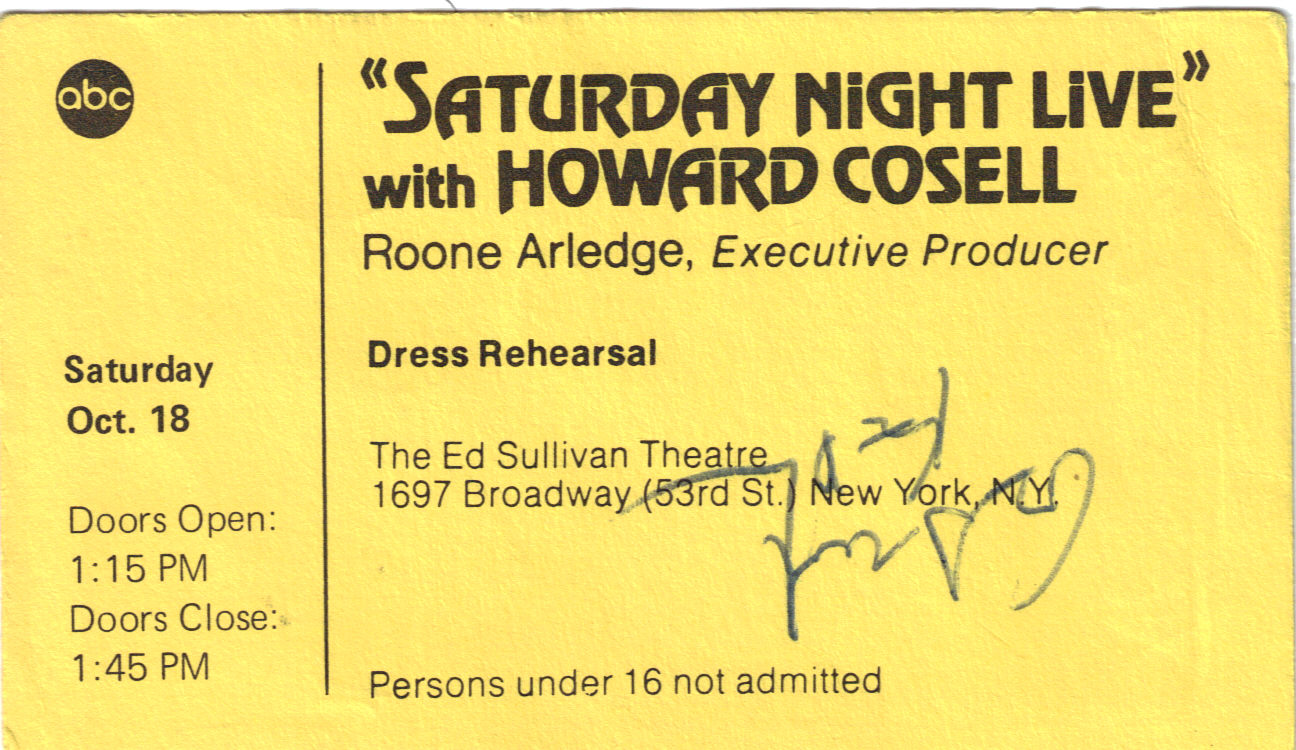 abc
"SATURDAY NiGHT LiVE"
with HOWARD COSELL
Roone Arledge, Executive Producer
Dress Rehearsal
Saturday
Oct. 18
The Ed Sullivan Theatre
1697 Broadway (53rd St.) New York, N.Y.
Doors Open:
1:15 PM
Doors Close:
1:45 PM
Persons under 16 not admitted